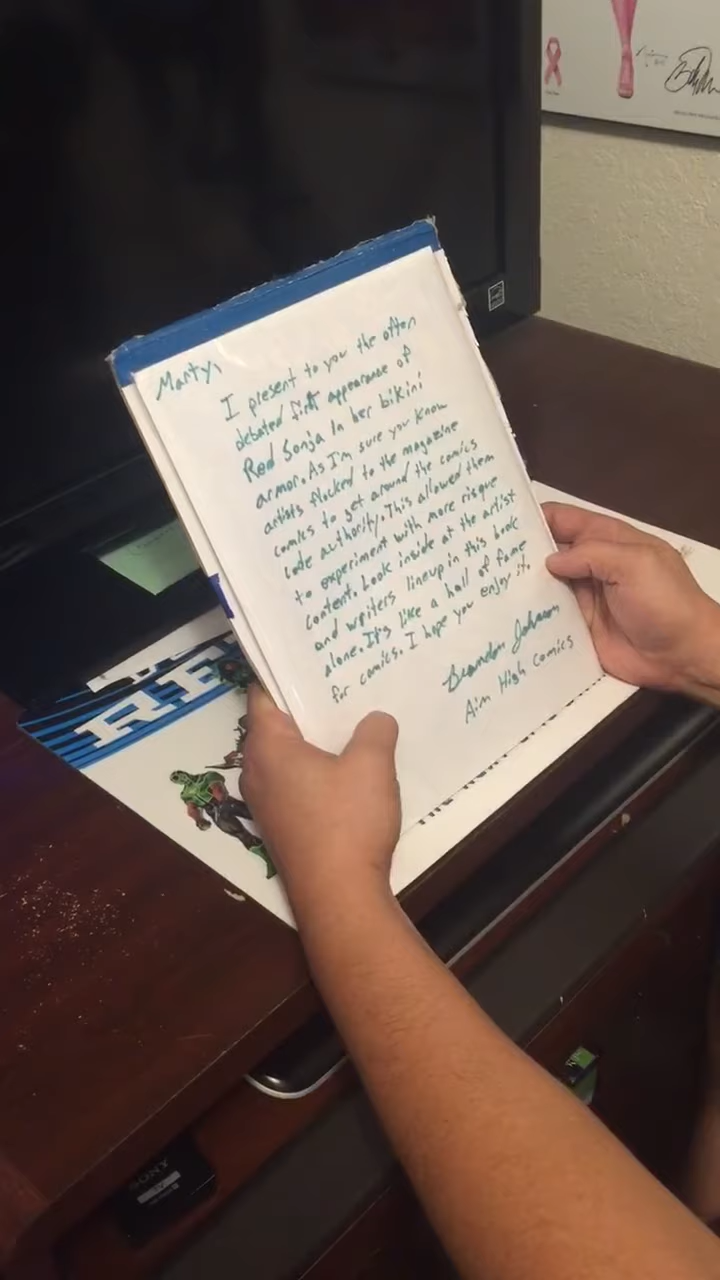 Marty,
I present to you the often
debated first appearance of
Red Sonja In her bikini
armor. As I'm sure you know
artists flocked to the magazine
comics to get around the comics
code authority. This allowed them
to experiment with more risque
content. Look inside at the artist
and writers lineup in this book
alone. It's like a hall of fame
for comics. I hope you enjoy it.
Brandon Johnson
Aim High Comics
SONY